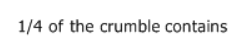 1/4 of the crumble contains